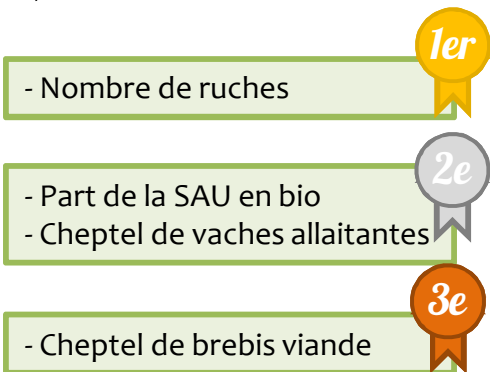 1er
- Nombre de ruches
2e
- Part de la SAU en bio
- Cheptel de vaches allaitantes
3e
- Cheptel de brebis viande